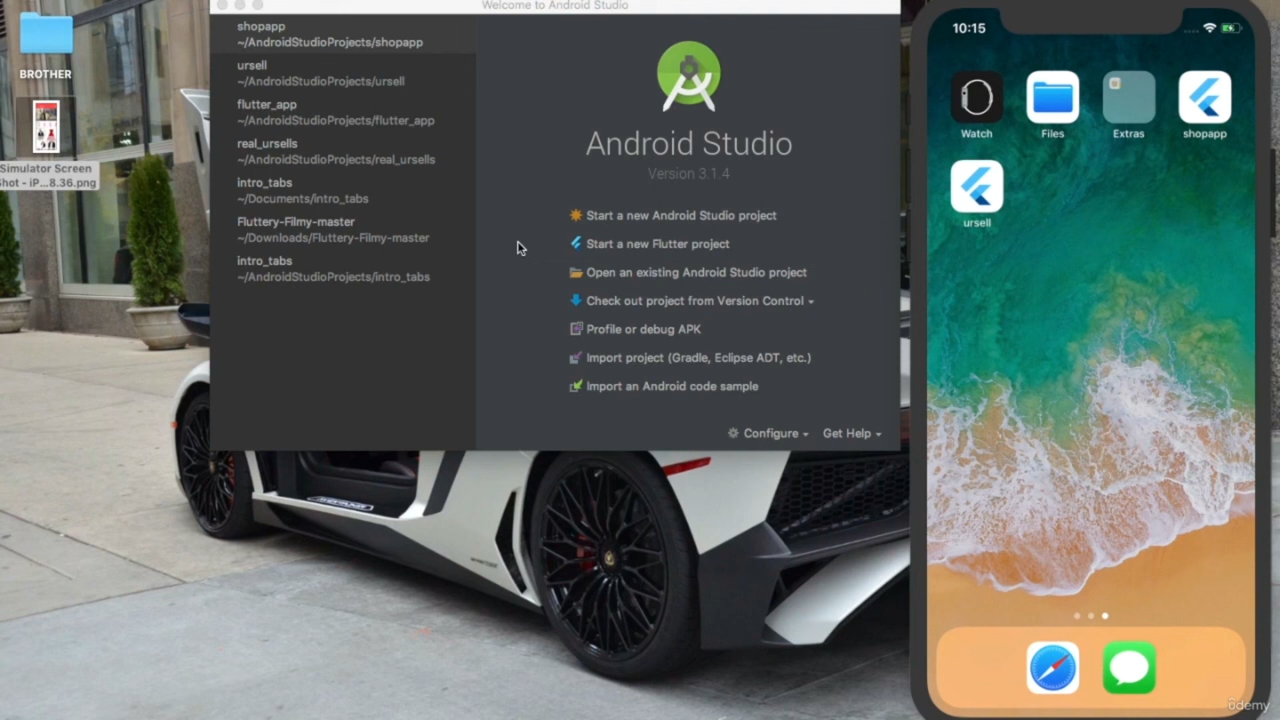 BROTHER
Simulator Screen
Shot - iP...8.36.png
Welcome to Android Studio
shopapp
~/AndroidStudioProjects/shopapp
ursell
~/AndroidStudioProjects/ursell
flutter_app
~/AndroidStudioProjects/flutter_app
real_ursells
~/AndroidStudioProjects/real_ursells
intro_tabs
~/Documents/intro_tabs
Fluttery-Filmy-master
~/Downloads/Fluttery-Filmy-master
intro_tabs
~/AndroidStudioProjects/intro_tabs
Android Studio
Version 3.1.4
Start a new Android Studio project
Start a new Flutter project
Open an existing Android Studio project
Check out project from Version Control
Profile or debug APK
Import project (Gradle, Eclipse ADT, etc.)
Import an Android code sample
Configure
Get Help
10:15
Watch
Files
Extras
shopapp
ursell
ûdemy